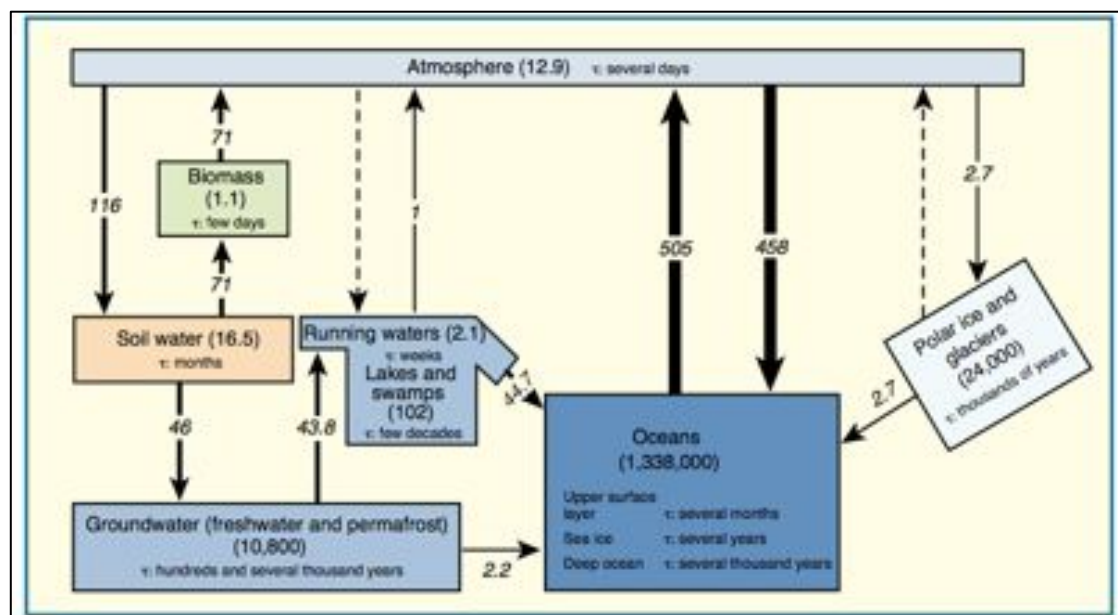 Atmosphere (12.9) τ: several days
71
Biomass
(1.1)
τ: few days
116
71
1
505
458
2.7
Soil water (16.5)
τ: months
Running waters (2.1)
τ: weeks
Lakes and
swamps
(102)
τ: few decades
44.7
Polar ice and
glaciers
(24,000)
τ: thousands of years
2.7
46
43.8
Oceans
(1,338,000)
Upper surface
layer τ: several months
Sea ice τ: several years
Deep ocean τ: several thousand years
Groundwater (freshwater and permafrost)
(10,800)
τ: hundreds and several thousand years
2.2